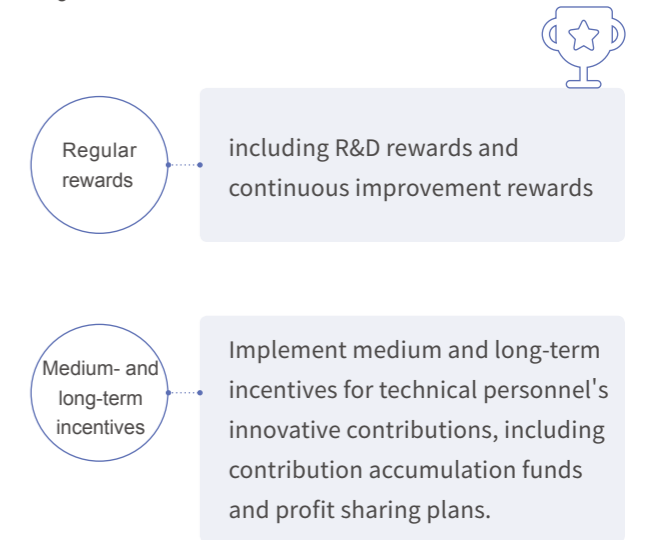 Regular
rewards
including R&D rewards and
continuous improvement rewards
Medium- and
long-term
incentives
Implement medium and long-term
incentives for technical personnel's
innovative contributions, including
contribution accumulation funds
and profit sharing plans.